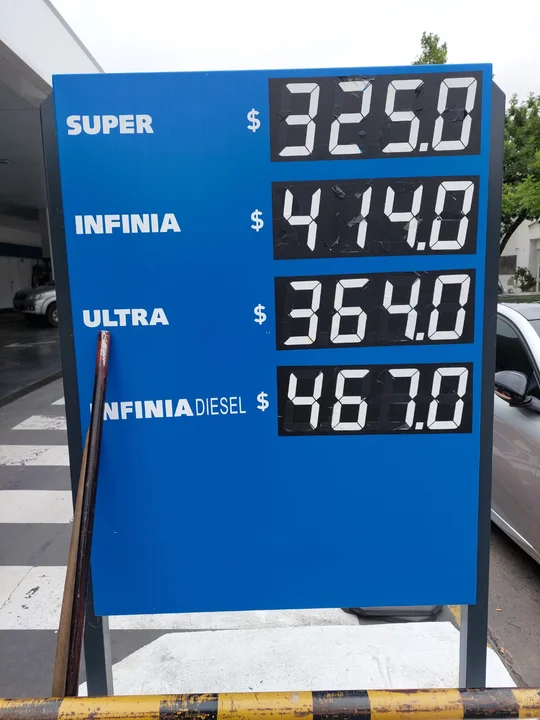 SUPER $ 325.0
INFINIA $ 414.0
ULTRA $ 364.0
INFINIA DIESEL $ 467.0